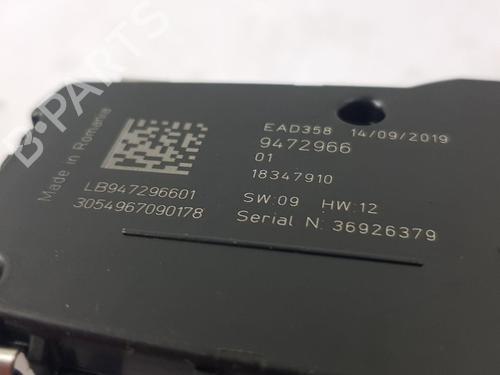 B-PARTS
Made in Romania
EAD358 14/09/2019
9472966
01
18347910
LB947296601
3054967090178
SW:09 HW:12
Serial N: 36926379